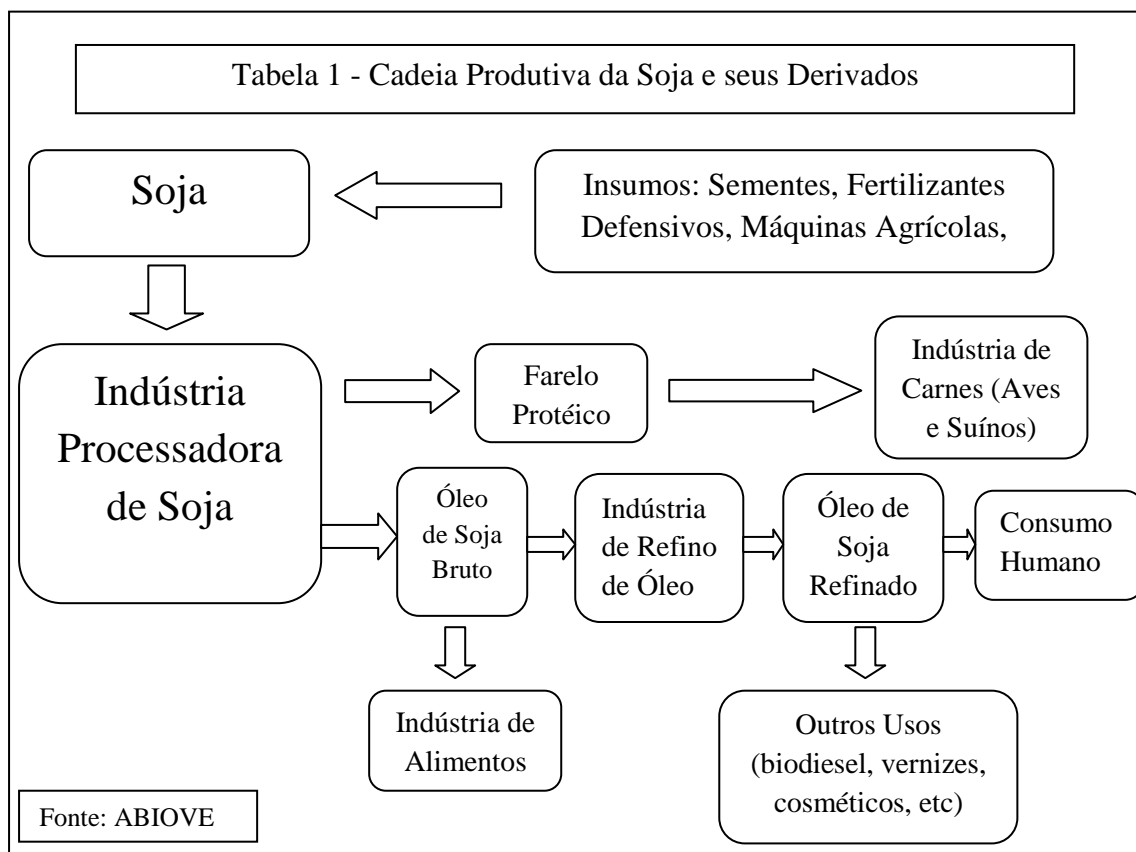 Tabela 1 - Cadeia Produtiva da Soja e seus Derivados
Soja
Insumos: Sementes, Fertilizantes
Defensivos, Máquinas Agrícolas,
Indústria
Processadora
de Soja
Farelo
Protéico
Indústria de
Carnes (Aves
e Suínos)
Óleo
de Soja
Bruto
Indústria
de Refino
de Óleo
Óleo de
Soja
Refinado
Consumo
Humano
Indústria de
Alimentos
Outros Usos
(biodiesel, vernizes,
cosméticos, etc)
Fonte: ABIOVE